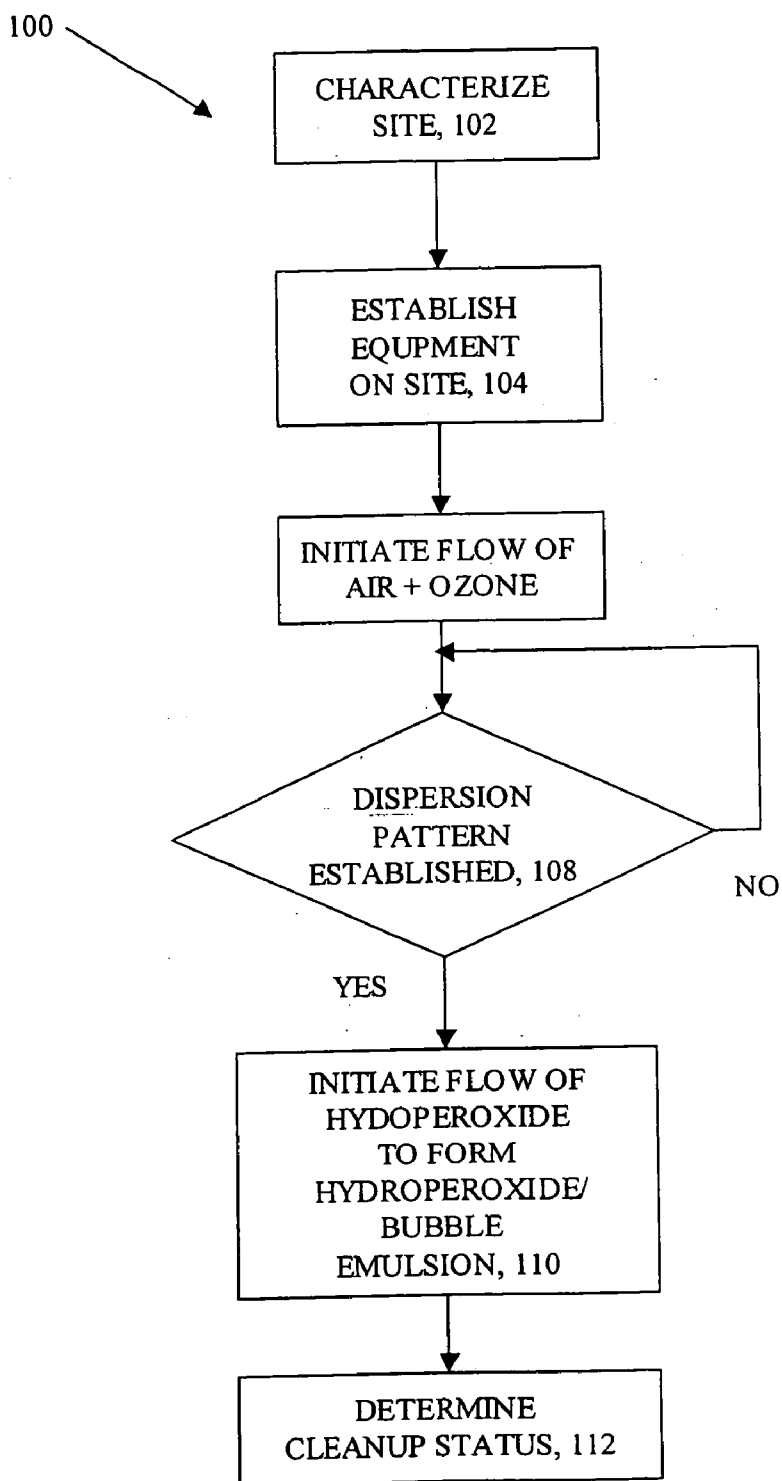 100
CHARACTERIZE
SITE, 102
ESTABLISH
EQUPMENT
ON SITE, 104
INITIATE FLOW OF
AIR + OZONE
DISPERSION
PATTERN
ESTABLISHED, 108
NO
YES
INITIATE FLOW OF
HYDOPEROXIDE
TO FORM
HYDROPEROXIDE/
BUBBLE
EMULSION, 110
DETERMINE
CLEANUP STATUS, 112